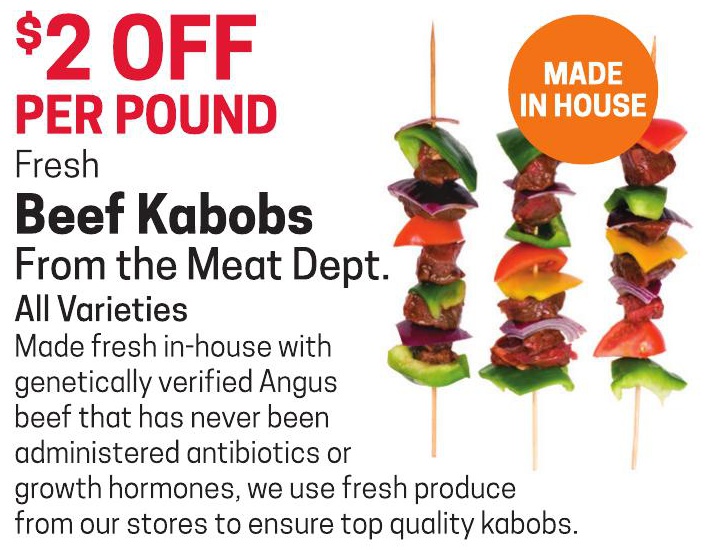 $2 OFF
PER POUND
MADE
IN HOUSE
Fresh
Beef Kabobs
From the Meat Dept.
All Varieties
Made fresh in-house with
genetically verified Angus
beef that has never been
administered antibiotics or
growth hormones, we use fresh produce
from our stores to ensure top quality kabobs.